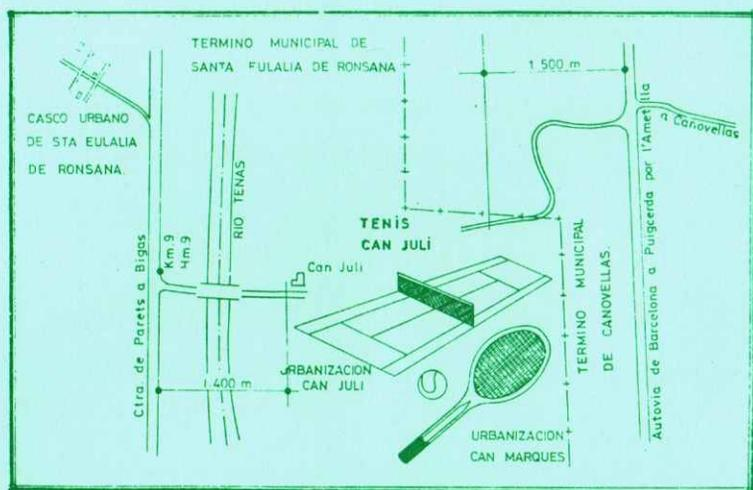 TERMINO MUNICIPAL DE
SANTA EULALIA DE RONSANA
1.500 m
CASCO URBANO
DE STA EULALIA
DE RONSANA.
a Cañovellas
RIO TENAS
TENIS
CAN JULI
Ctra. de Parets a Bigas
Km.9
Hm.9
Can Juli
TERMINO MUNICIPAL
DE CANOVELLAS.
Autovia de Barcelona a Puigcerda por l'Ametlla
URBANIZACION
CAN JULI
1.400 m
URBANIZACION
CAN MARQUES